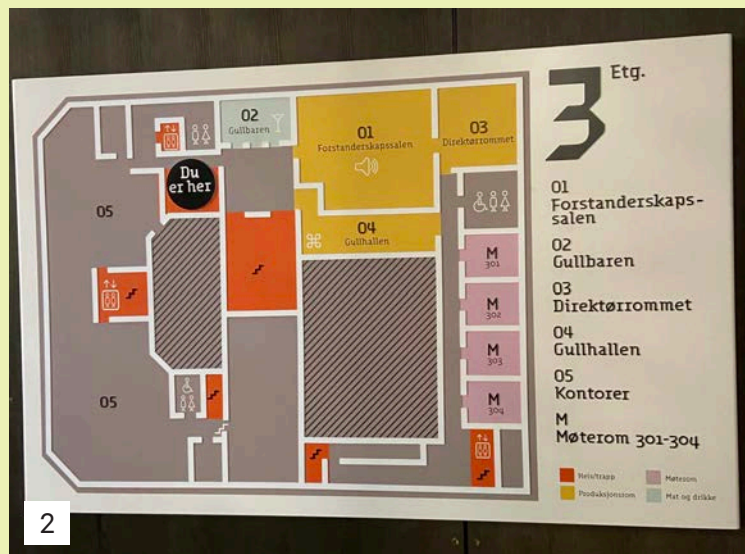 3 Etg.
02
Gullbaren
01
Forstanderskapssalen
03
Direktørrommet
Du
er her
05
04
Gullhallen
M
301
M
302
M
303
M
304
05
01
Forstanderskaps-
salen
02
Gullbaren
03
Direktørrommet
04
Gullhallen
05
Kontorer
M
Møterom 301-304
Heis/trapp
Møterom
Produksjonsrom
Mat og drikke
2